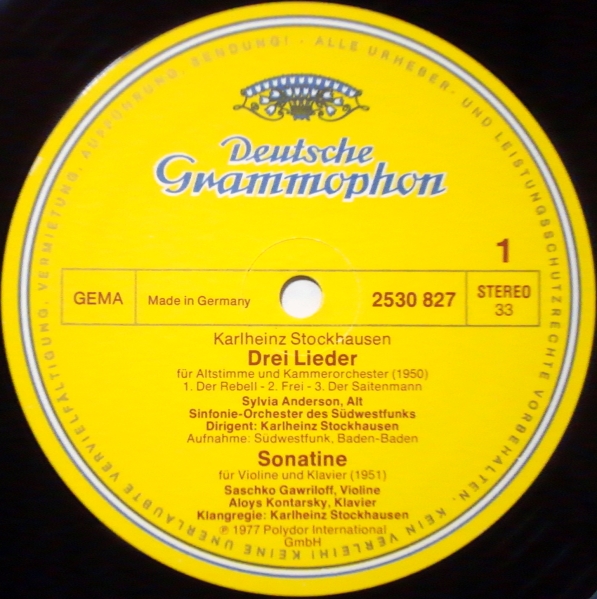 ALLE URHEBER- UND LEISTUNGSSCHUTZRECHTE VORBEHALTEN. KEIN VERLEIH! KEINE UNERLAUBTE VERVIELFÄLTIGUNG, VERMIETUNG, AUFFÜHRUNG, SENDUNG! ·
Deutsche
Grammophon
1
GEMA
Made in Germany
2530 827
STEREO
33
Karlheinz Stockhausen
Drei Lieder
für Altstimme und Kammerorchester (1950)
1. Der Rebell - 2. Frei - 3. Der Saitenmann
Sylvia Anderson, Alt
Sinfonie-Orchester des Südwestfunks
Dirigent: Karlheinz Stockhausen
Aufnahme: Südwestfunk, Baden-Baden
Sonatine
für Violine und Klavier (1951)
Saschko Gawriloff, Violine
Aloys Kontarsky, Klavier
Klangregie: Karlheinz Stockhausen
℗ 1977 Polydor International
GmbH